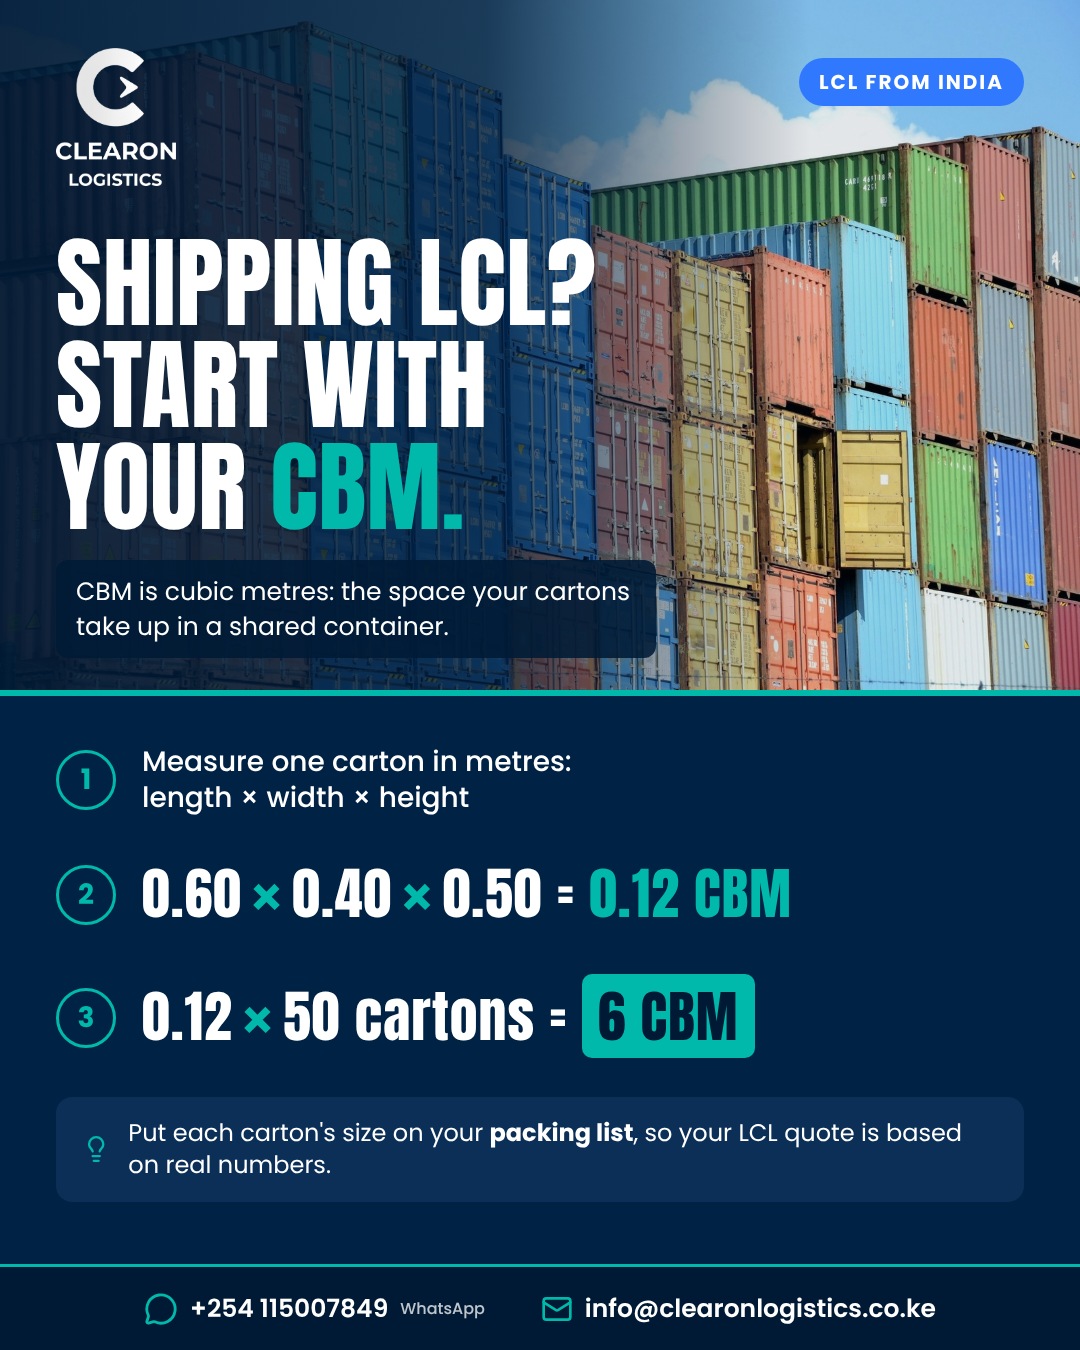 CLEARON
LOGISTICS
LCL FROM INDIA
SHIPPING LCL?
START WITH
YOUR CBM.
CBM is cubic metres: the space your cartons
take up in a shared container.
1
Measure one carton in metres:
length × width × height
2
0.60 × 0.40 × 0.50 = 0.12 CBM
3
0.12 × 50 cartons = 6 CBM
Put each carton's size on your packing list, so your LCL quote is based
on real numbers.
+254 115007849 WhatsApp
info@clearonlogistics.co.ke